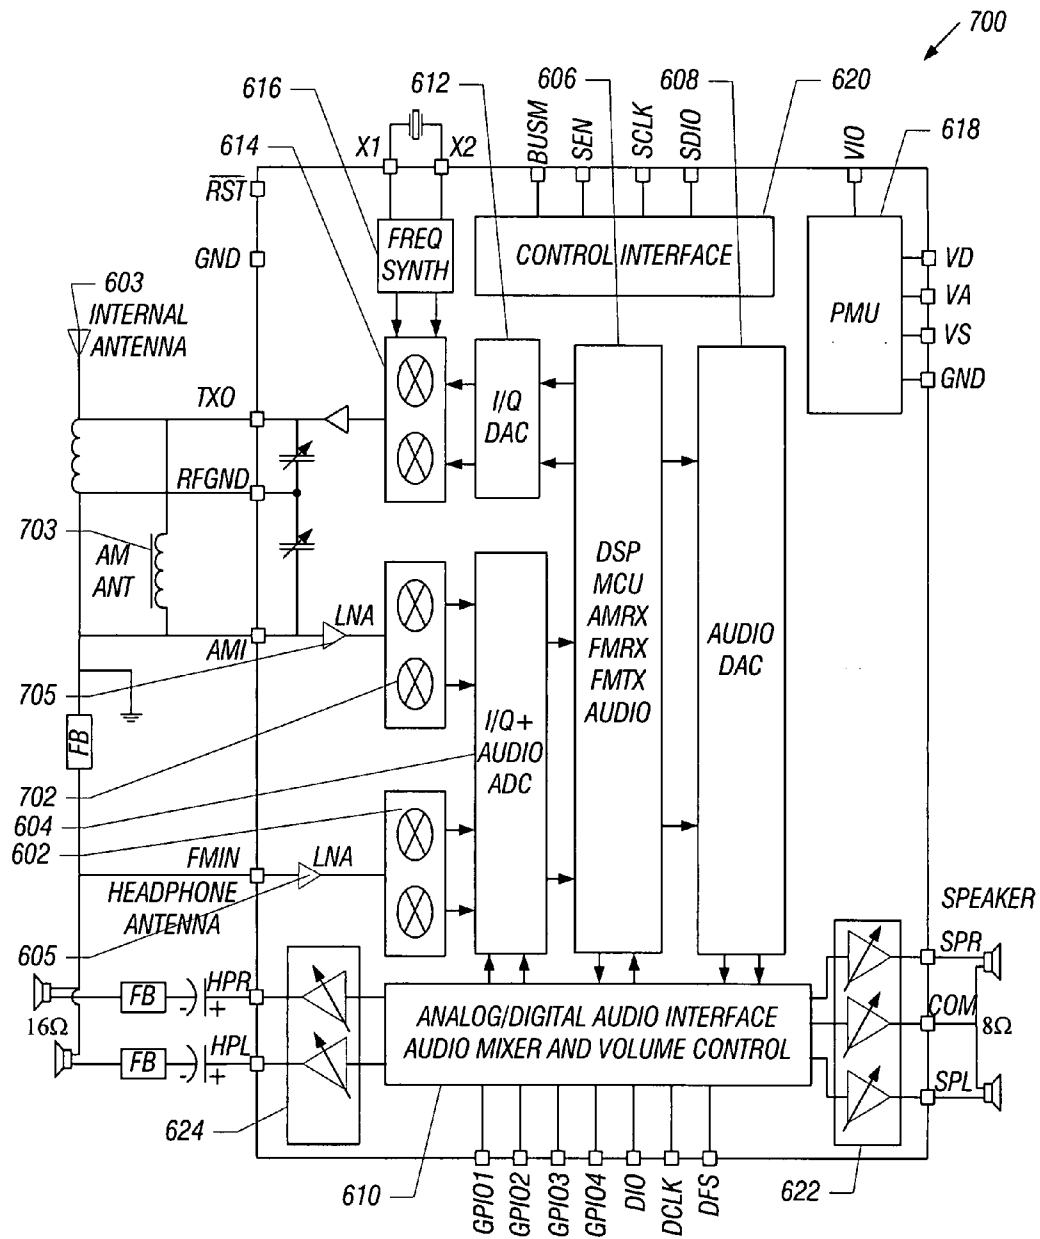 700
616
612
606
608
620
618
614
X1
X2
BUSM
SEN
SCLK
SDIO
VIO
RST
GND
FREQ
SYNTH
CONTROL INTERFACE
PMU
VD
VA
VS
GND
603
INTERNAL
ANTENNA
TXO
I/Q
DAC
RFGND
703
AM
ANT
DSP
MCU
AMRX
FMRX
FMTX
AUDIO
AUDIO
DAC
LNA
AMI
705
FB
I/Q+
AUDIO
ADC
702
604
602
FMIN
LNA
HEADPHONE
ANTENNA
605
SPEAKER
SPR
HPR
FB
- +
16Ω
COM
8Ω
ANALOG/DIGITAL AUDIO INTERFACE
AUDIO MIXER AND VOLUME CONTROL
HPL
FB
- +
SPL
624
610
622
GPIO1
GPIO2
GPIO3
GPIO4
DIO
DCLK
DFS